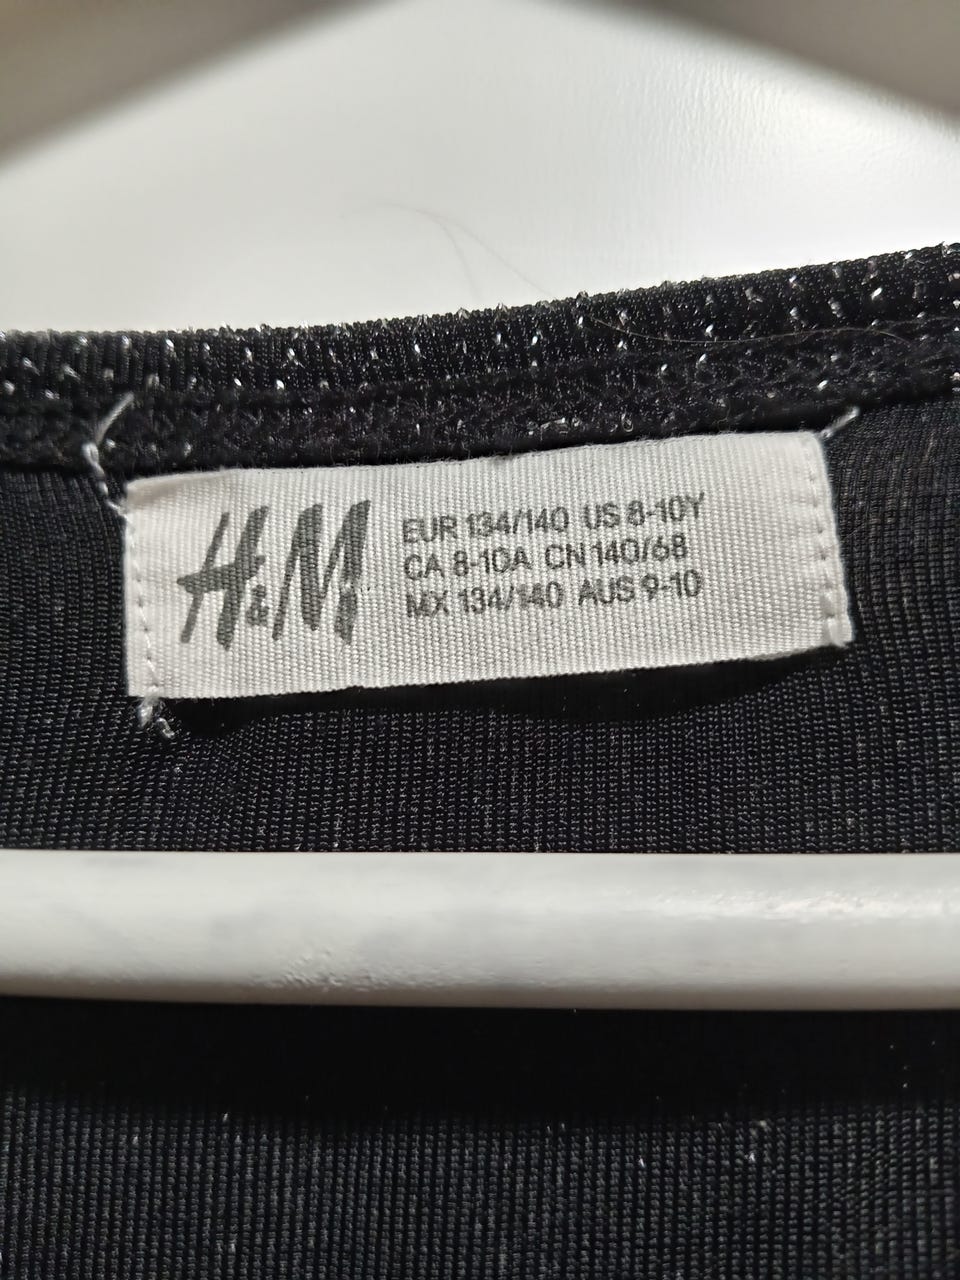 H&M
EUR 134/140 US 8-10Y
CA 8-10A CN 140/68
MX 134/140 AUS 9-10